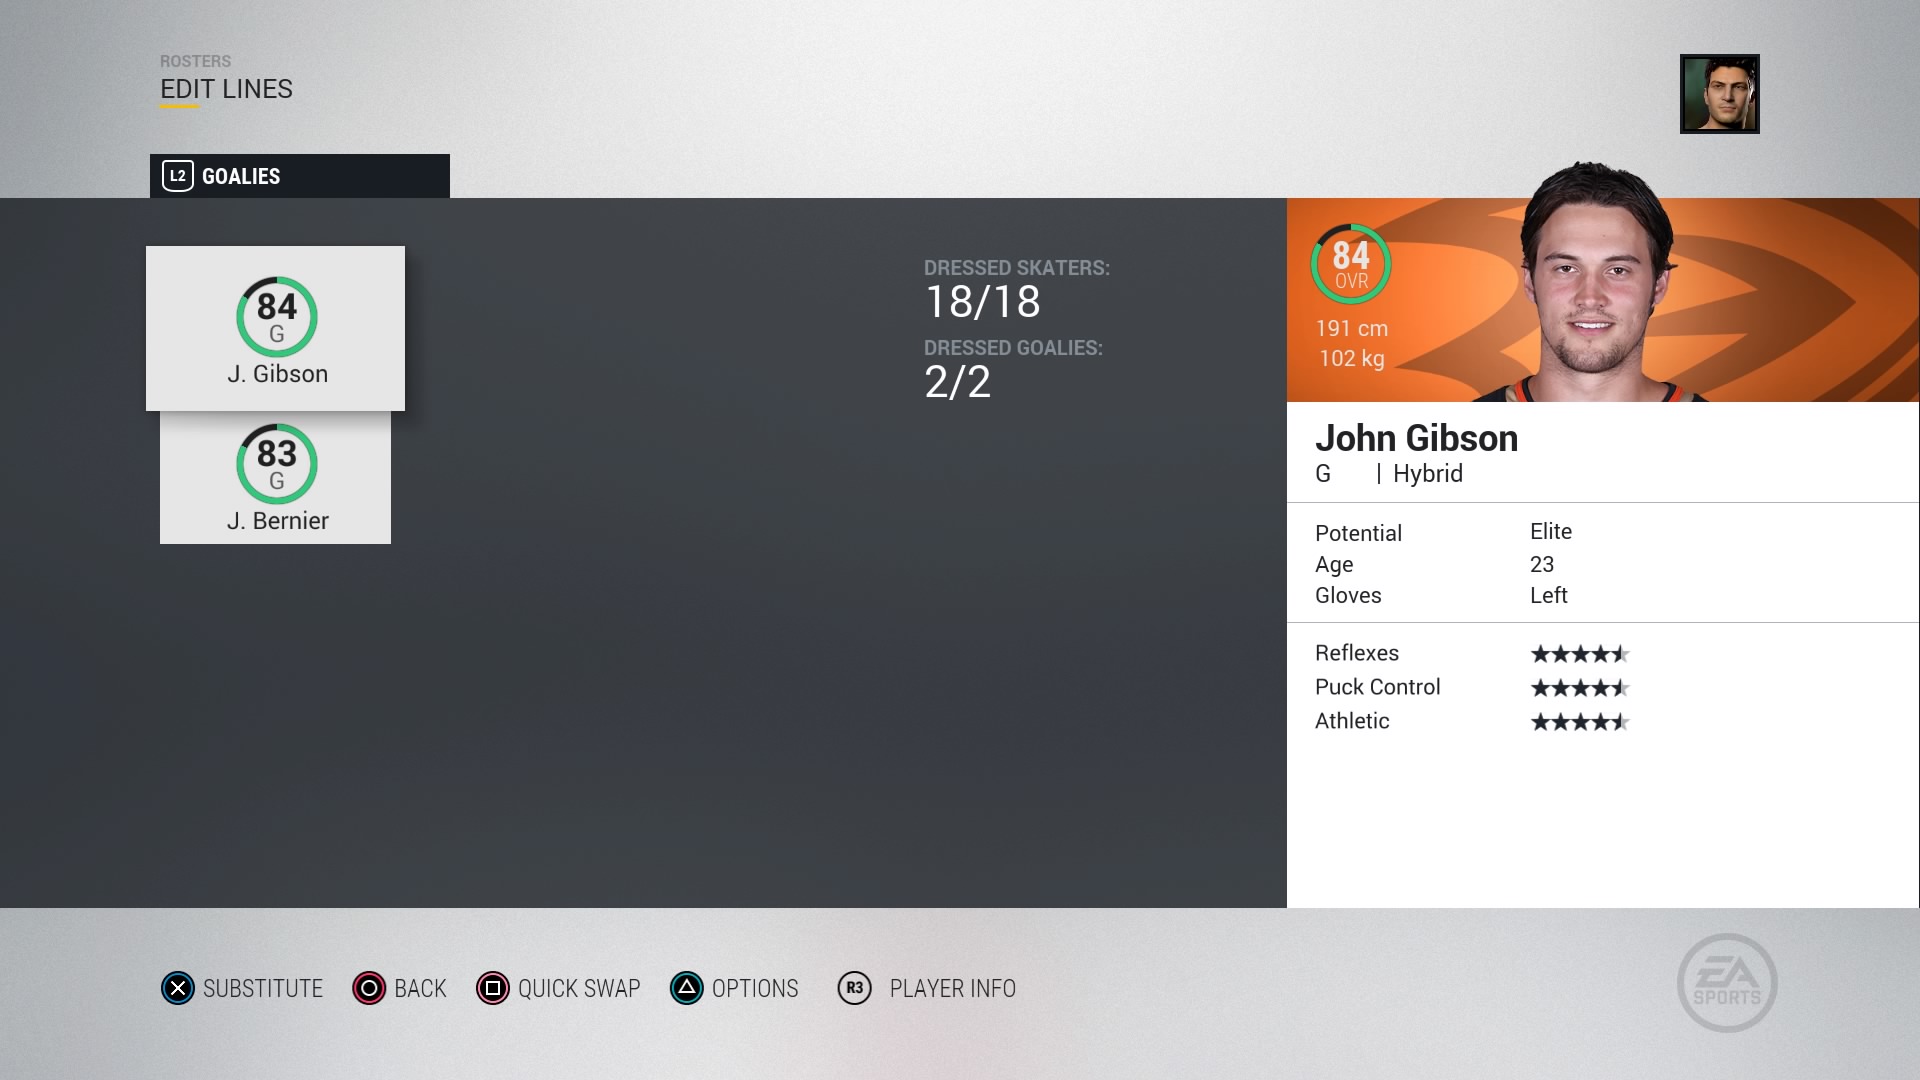 ROSTERS
EDIT LINES
L2 GOALIES
84
G
J. Gibson
83
G
J. Bernier
DRESSED SKATERS:
18/18
DRESSED GOALIES:
2/2
84
OVR
191 cm
102 kg
John Gibson
G | Hybrid
Potential Elite
Age 23
Gloves Left
Reflexes
Puck Control
Athletic
SUBSTITUTE BACK QUICK SWAP OPTIONS R3 PLAYER INFO
EA
SPORTS